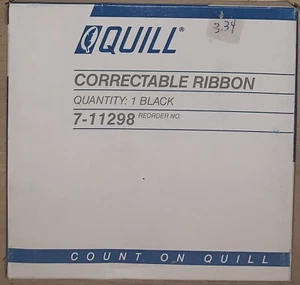 3.34
QUILL®
CORRECTABLE RIBBON
QUANTITY: 1 BLACK
7-11298 REORDER NO.
COUNT ON QUILL